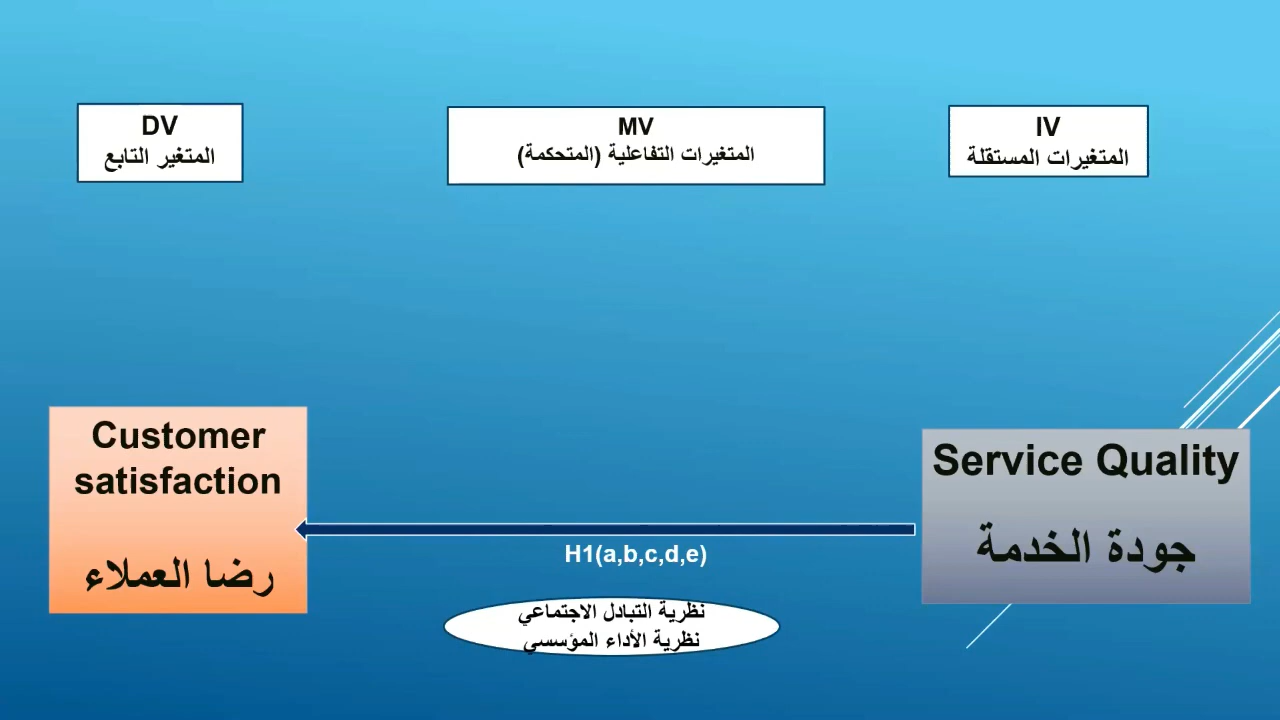 IV
المتغيرات المستقلة
MV
المتغيرات التفاعلية (المتحكمة)
DV
المتغير التابع
Service Quality
جودة الخدمة
Customer
satisfaction
رضا العملاء
H1(a,b,c,d,e)
نظرية التبادل الاجتماعي
نظرية الأداء المؤسسي